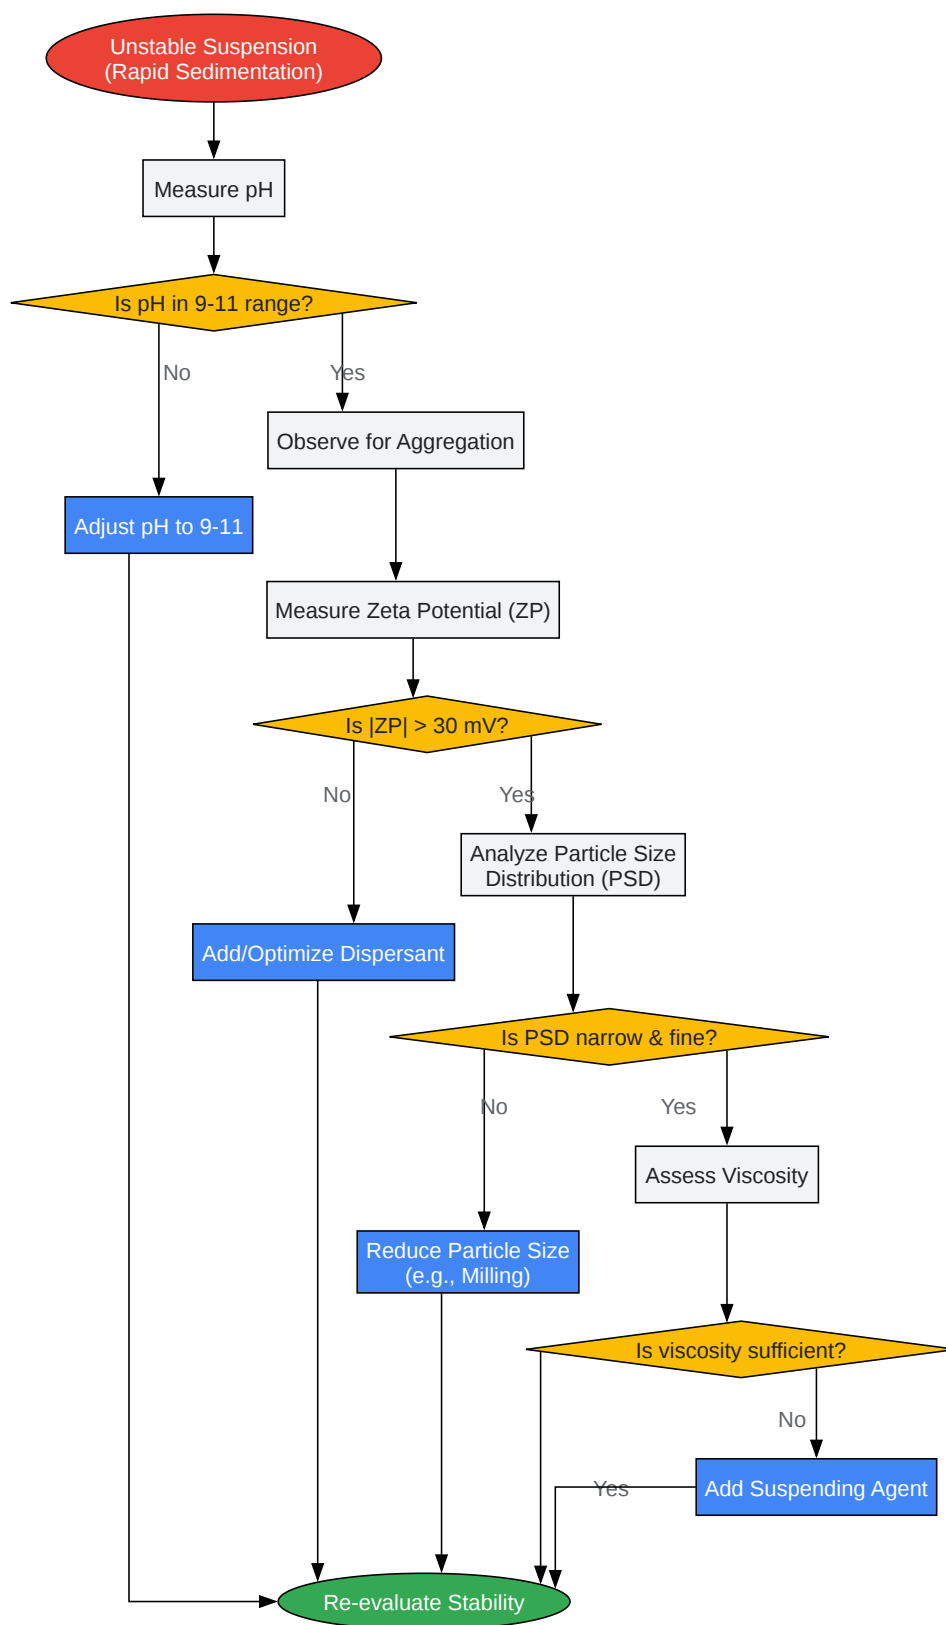 Unstable Suspension
(Rapid Sedimentation)
Measure pH
Is pH in 9-11 range?
No
Yes
Observe for Aggregation
Adjust pH to 9-11
Measure Zeta Potential (ZP)
Is |ZP| > 30 mV?
No
Yes
Analyze Particle Size
Distribution (PSD)
Add/Optimize Dispersant
Is PSD narrow & fine?
No
Yes
Assess Viscosity
Reduce Particle Size
(e.g., Milling)
Is viscosity sufficient?
No
Yes
Add Suspending Agent
Re-evaluate Stability